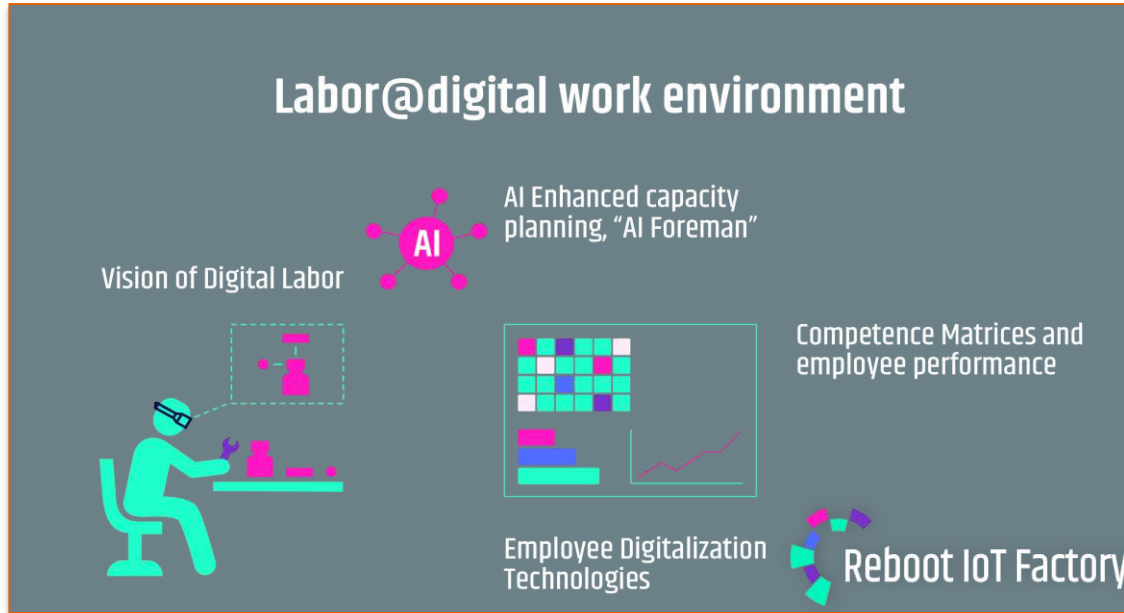 Labor@digital work environment
AI Enhanced capacity
planning, “AI Foreman”
AI
Vision of Digital Labor
Competence Matrices and
employee performance
Employee Digitalization
Technologies
Reboot IoT Factory